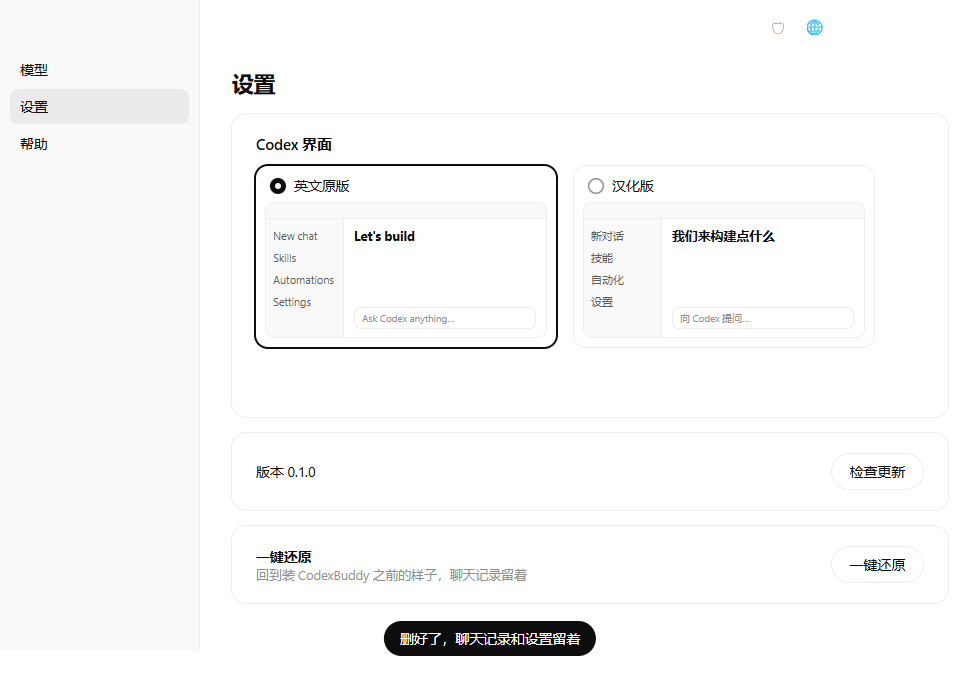 模型
设置
帮助
设置
Codex 界面
英文原版
New chat
Skills
Automations
Settings
Let's build
Ask Codex anything...
汉化版
新对话
技能
自动化
设置
我们来构建点什么
向 Codex 提问...
版本 0.1.0
检查更新
一键还原
回到装 CodexBuddy 之前的样子，聊天记录留着
一键还原
删好了，聊天记录和设置留着